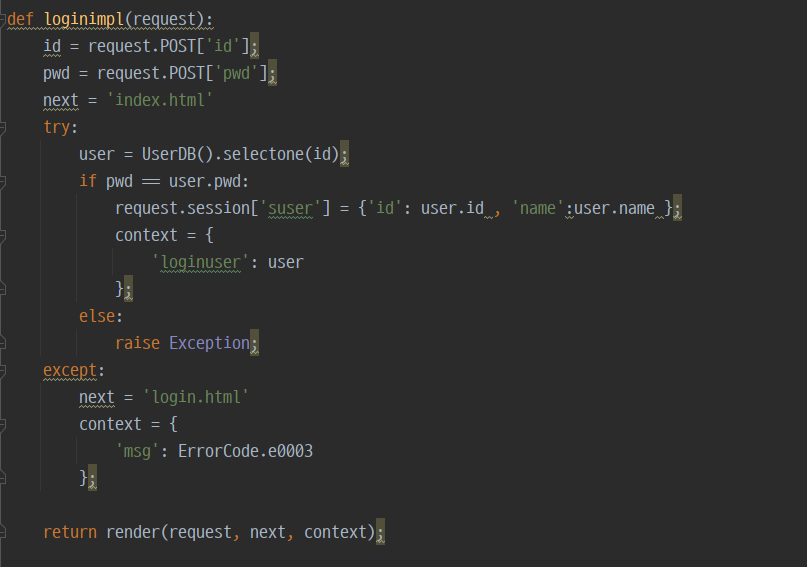 def loginimpl(request):
    id = request.POST['id'];
    pwd = request.POST['pwd'];
    next = 'index.html'
    try:
        user = UserDB().selectone(id);
        if pwd == user.pwd:
            request.session['suser'] = {'id': user.id , 'name':user.name };
            context = {
                'loginuser': user
            };
        else:
            raise Exception;
    except:
        next = 'login.html'
        context = {
            'msg': ErrorCode.e0003
        };
    return render(request, next, context);